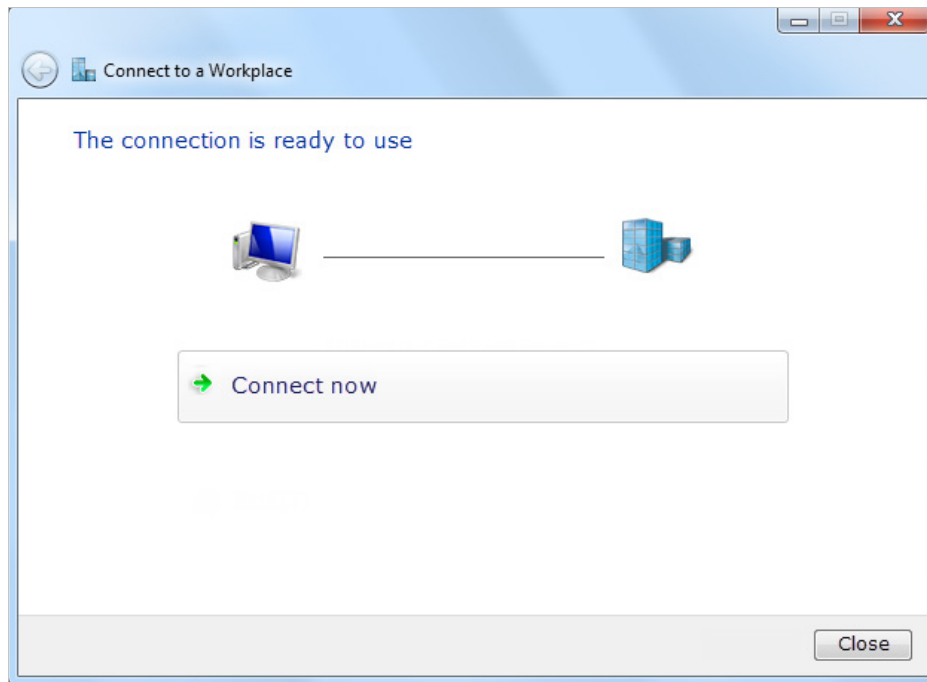 Connect to a Workplace
The connection is ready to use
Connect now
Close